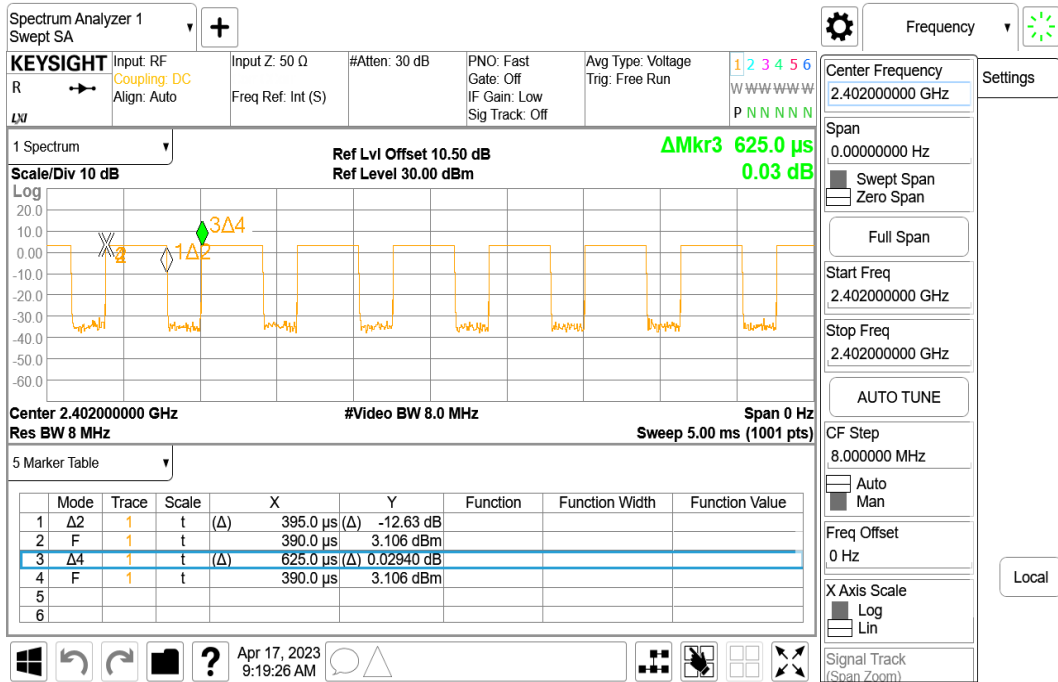 Spectrum Analyzer 1
Swept SA
+
Frequency
KEYSIGHT
R
LXI
Input: RF
Coupling: DC
Align: Auto
Input Z: 50 Ω
Freq Ref: Int (S)
#Atten: 30 dB
PNO: Fast
Gate: Off
IF Gain: Low
Sig Track: Off
Avg Type: Voltage
Trig: Free Run
1 2 3 4 5 6
W W W W W W
P N N N N N
1 Spectrum
Scale/Div 10 dB
Ref Lvl Offset 10.50 dB
Ref Level 30.00 dBm
ΔMkr3 625.0 µs
0.03 dB
Log
20.0
10.0
0.00
-10.0
-20.0
-30.0
-40.0
-50.0
-60.0
1Δ2
3Δ4
Center 2.402000000 GHz
#Video BW 8.0 MHz
Span 0 Hz
Res BW 8 MHz
Sweep 5.00 ms (1001 pts)
5 Marker Table
Mode Trace Scale X Y Function Function Width Function Value
1 Δ2 1 t (Δ) 395.0 µs (Δ) -12.63 dB
2 F 1 t 390.0 µs 3.106 dBm
3 Δ4 1 t (Δ) 625.0 µs (Δ) 0.02940 dB
4 F 1 t 390.0 µs 3.106 dBm
5
6
?
Apr 17, 2023
9:19:26 AM
Center Frequency
2.402000000 GHz
Span
0.00000000 Hz
Swept Span
Zero Span
Full Span
Start Freq
2.402000000 GHz
Stop Freq
2.402000000 GHz
AUTO TUNE
CF Step
8.000000 MHz
Auto
Man
Freq Offset
0 Hz
X Axis Scale
Log
Lin
Signal Track
(Span Zoom)
Settings
Local